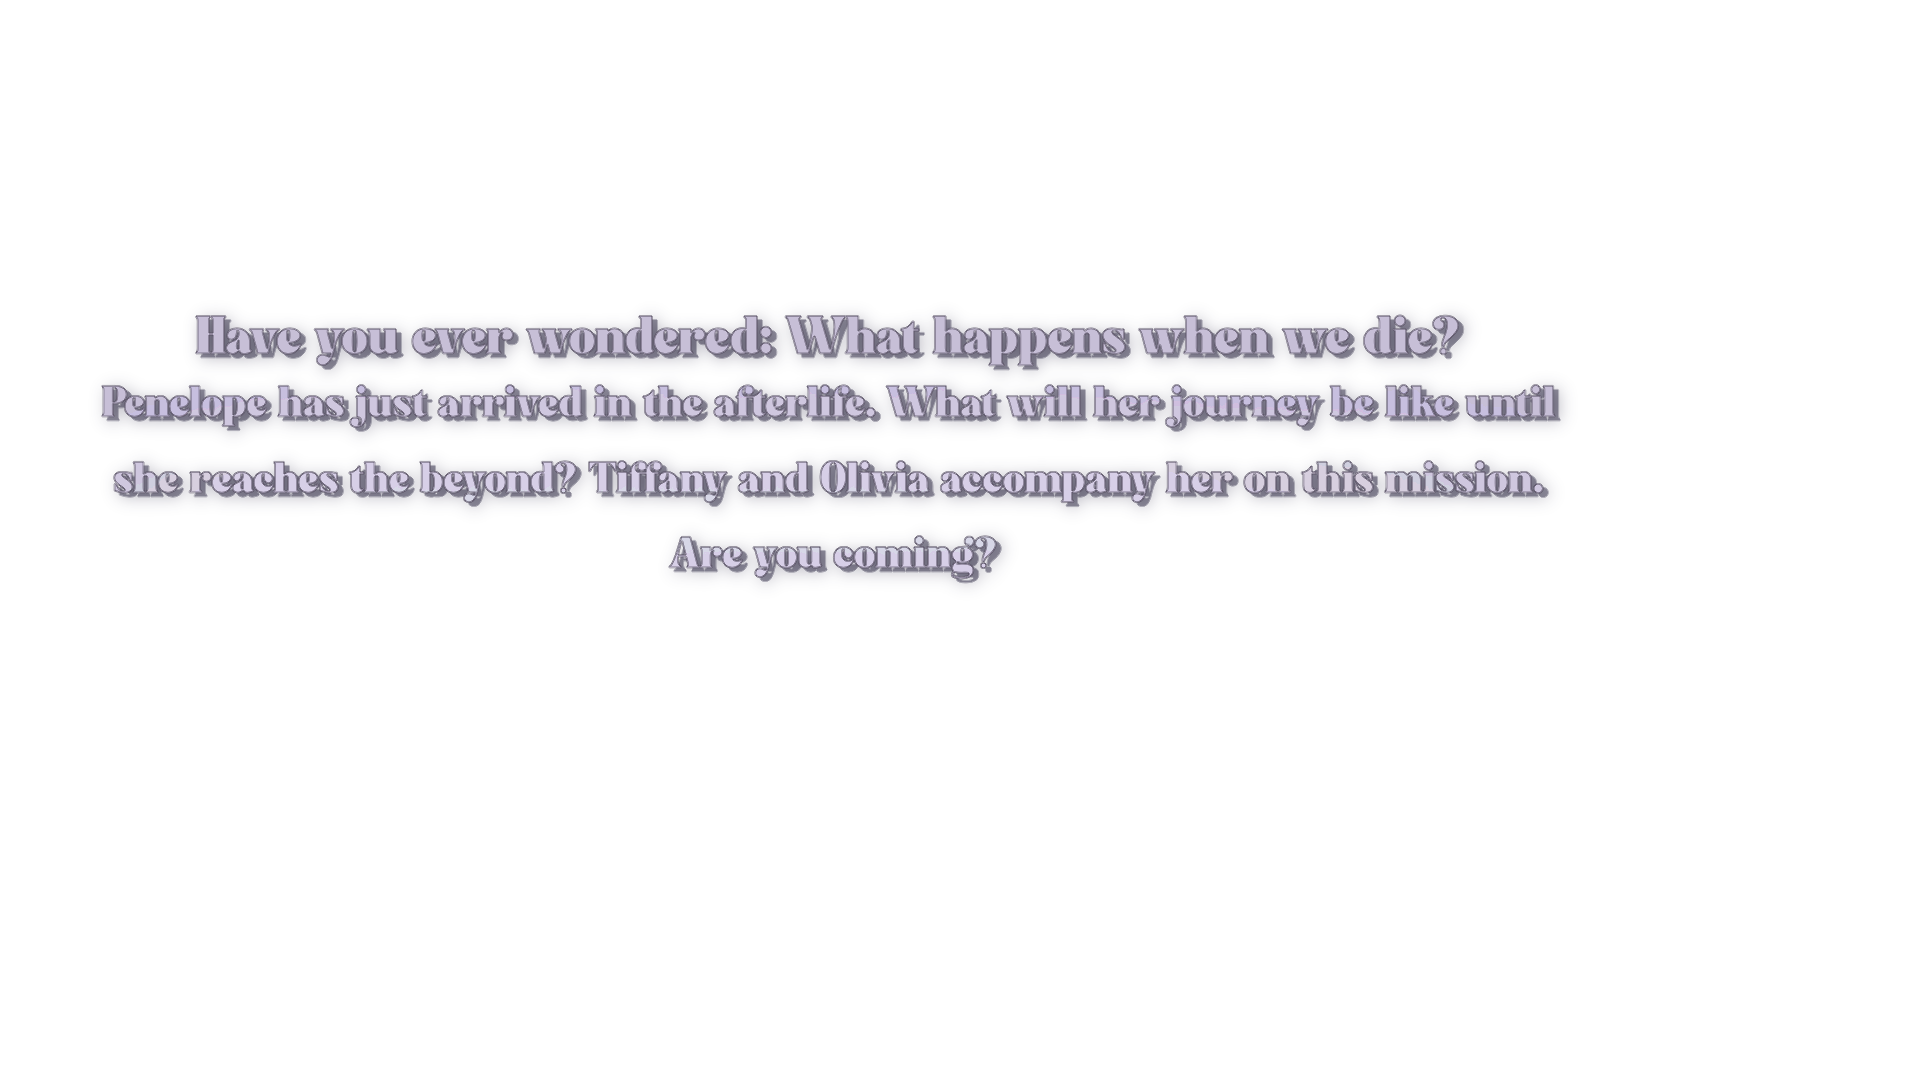 Have you ever wondered: What happens when we die?
Penelope has just arrived in the afterlife. What will her journey be like until
she reaches the beyond? Tiffany and Olivia accompany her on this mission.
Are you coming?